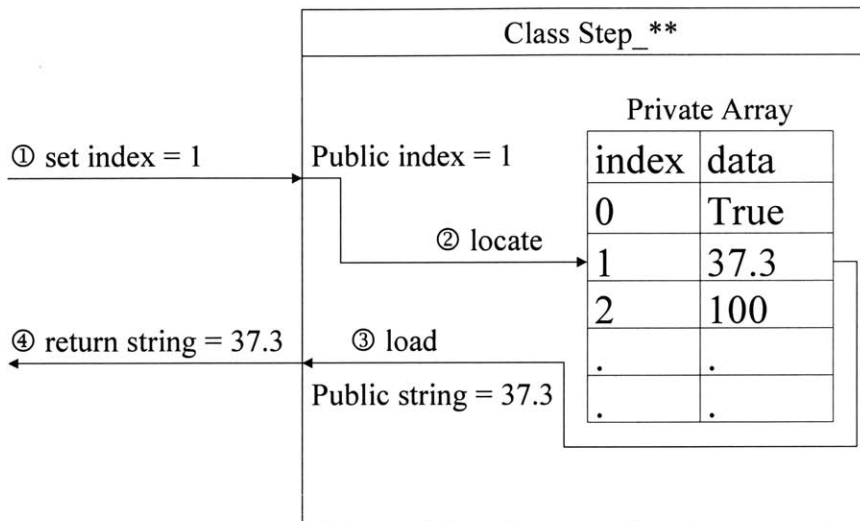 Class Step_**
Private Array
① set index = 1
Public index = 1
index data
0 True
② locate
1 37.3
2 100
④ return string = 37.3
③ load
. .
Public string = 37.3
. .